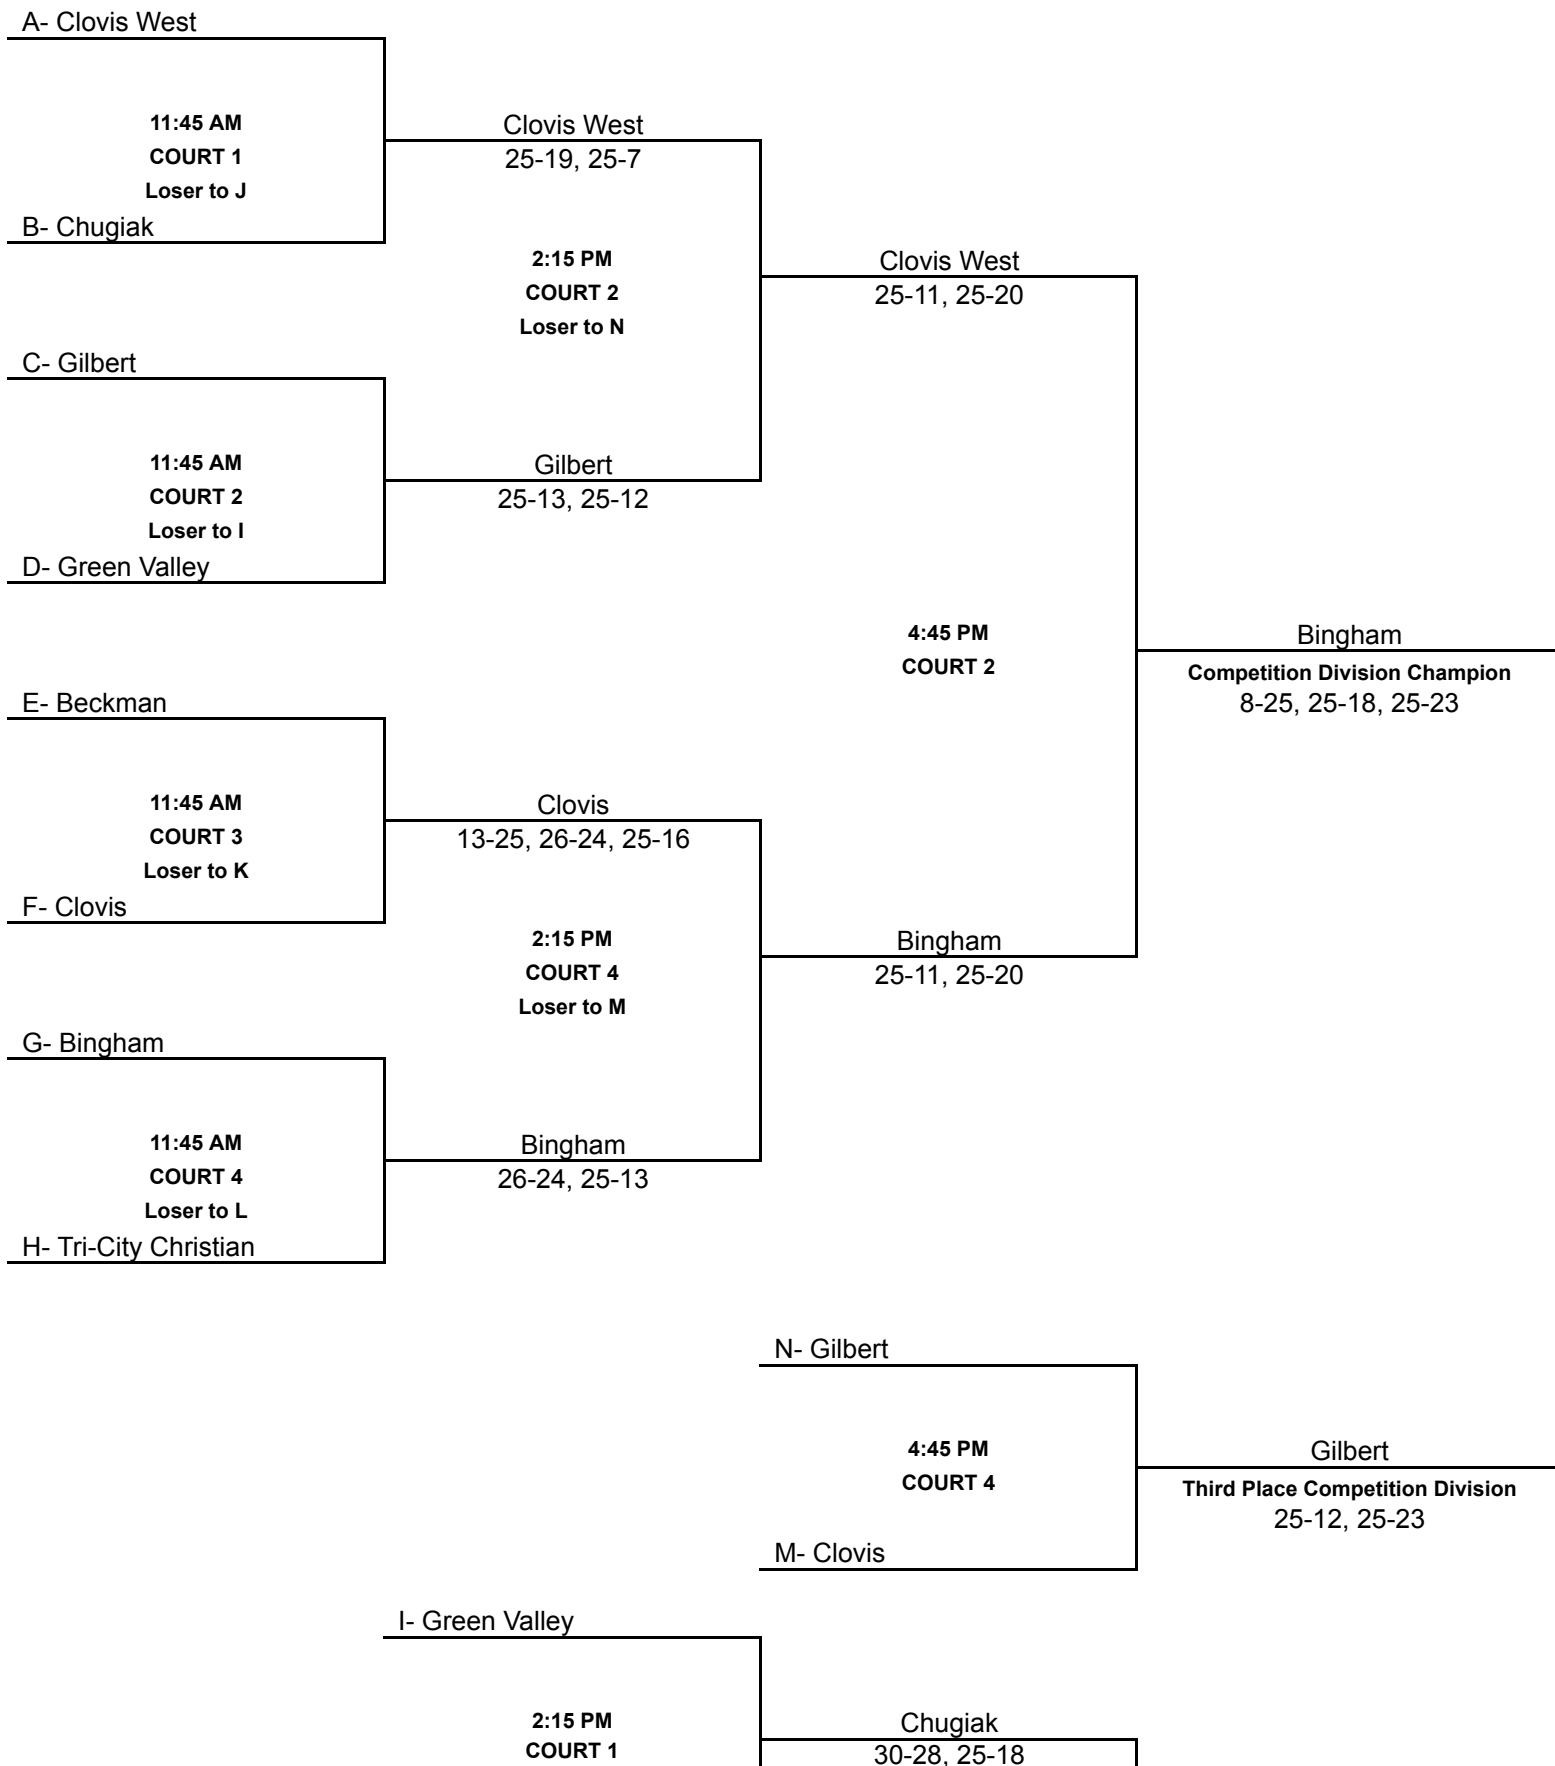 A- Clovis West
11:45 AM
COURT 1
Loser to J
B- Chugiak
Clovis West
25-19, 25-7
2:15 PM
COURT 2
Loser to N
Clovis West
25-11, 25-20
C- Gilbert
11:45 AM
COURT 2
Loser to I
D- Green Valley
Gilbert
25-13, 25-12
4:45 PM
COURT 2
Bingham
Competition Division Champion
8-25, 25-18, 25-23
E- Beckman
11:45 AM
COURT 3
Loser to K
F- Clovis
Clovis
13-25, 26-24, 25-16
2:15 PM
COURT 4
Loser to M
Bingham
25-11, 25-20
G- Bingham
11:45 AM
COURT 4
Loser to L
H- Tri-City Christian
Bingham
26-24, 25-13
N- Gilbert
4:45 PM
COURT 4
M- Clovis
Gilbert
Third Place Competition Division
25-12, 25-23
I- Green Valley
2:15 PM
COURT 1
Chugiak
30-28, 25-18